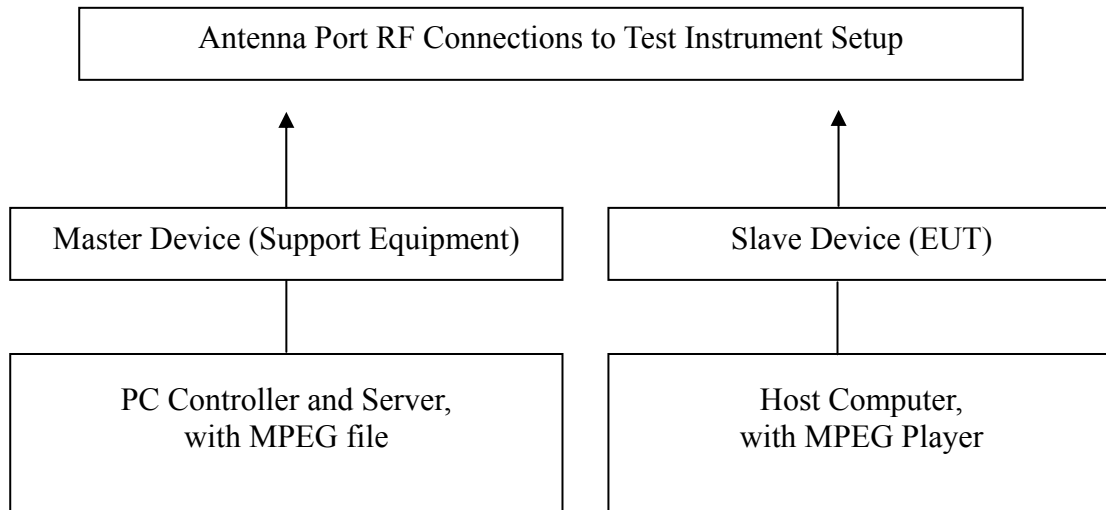 Antenna Port RF Connections to Test Instrument Setup
Master Device (Support Equipment)
Slave Device (EUT)
PC Controller and Server,
with MPEG file
Host Computer,
with MPEG Player